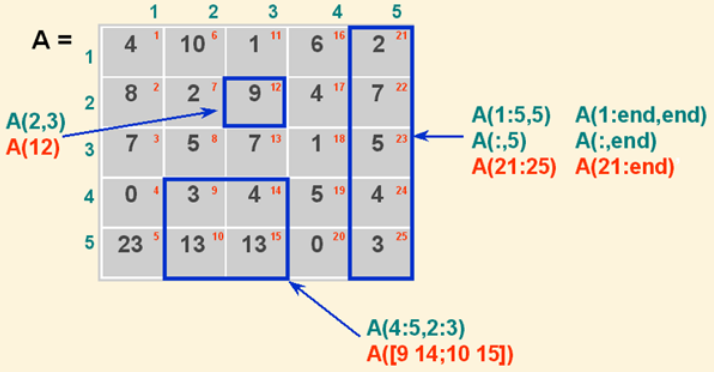 1 2 3 4 5
A =
1 4 1 10 6 1 11 6 16 2 21
2 8 2 2 7 9 12 4 17 7 22
A(2,3)
A(12)
A(1:5,5) A(1:end,end)
A(:,5) A(:,end)
A(21:25) A(21:end)
3 7 3 5 8 7 13 1 18 5 23
4 0 4 3 9 4 14 5 19 4 24
5 23 5 13 10 13 15 0 20 3 25
A(4:5,2:3)
A([9 14;10 15])